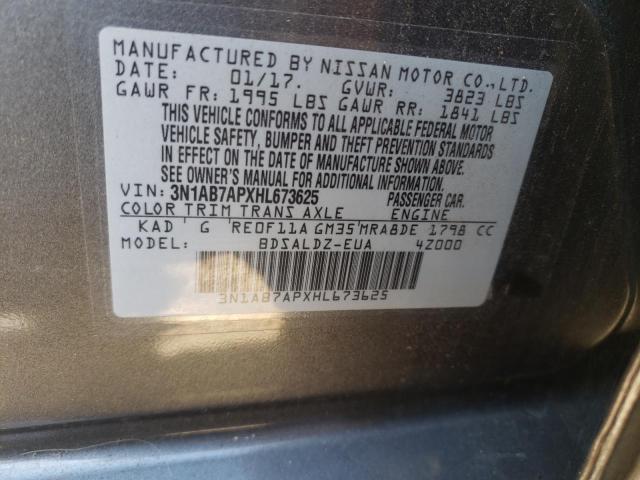 MANUFACTURED BY NISSAN MOTOR CO.,LTD.
DATE: 01/17. GVWR: 3823 LBS
GAWR FR: 1995 LBS GAWR RR: 1841 LBS
THIS VEHICLE CONFORMS TO ALL APPLICABLE FEDERAL MOTOR
VEHICLE SAFETY, BUMPER AND THEFT PREVENTION STANDARDS
IN EFFECT ON THE DATE OF MANUFACTURE SHOWN ABOVE.
SEE OWNER'S MANUAL FOR ADDITIONAL INFORMATION.
VIN: 3N1AB7APXHL673625 PASSENGER CAR.
COLOR TRIM TRANS AXLE ENGINE
KAD G RE0F11A GM35 MRA8DE 1798 CC
MODEL: BDSALDZ-EUA 4Z000
3N1AB7APXHL673625